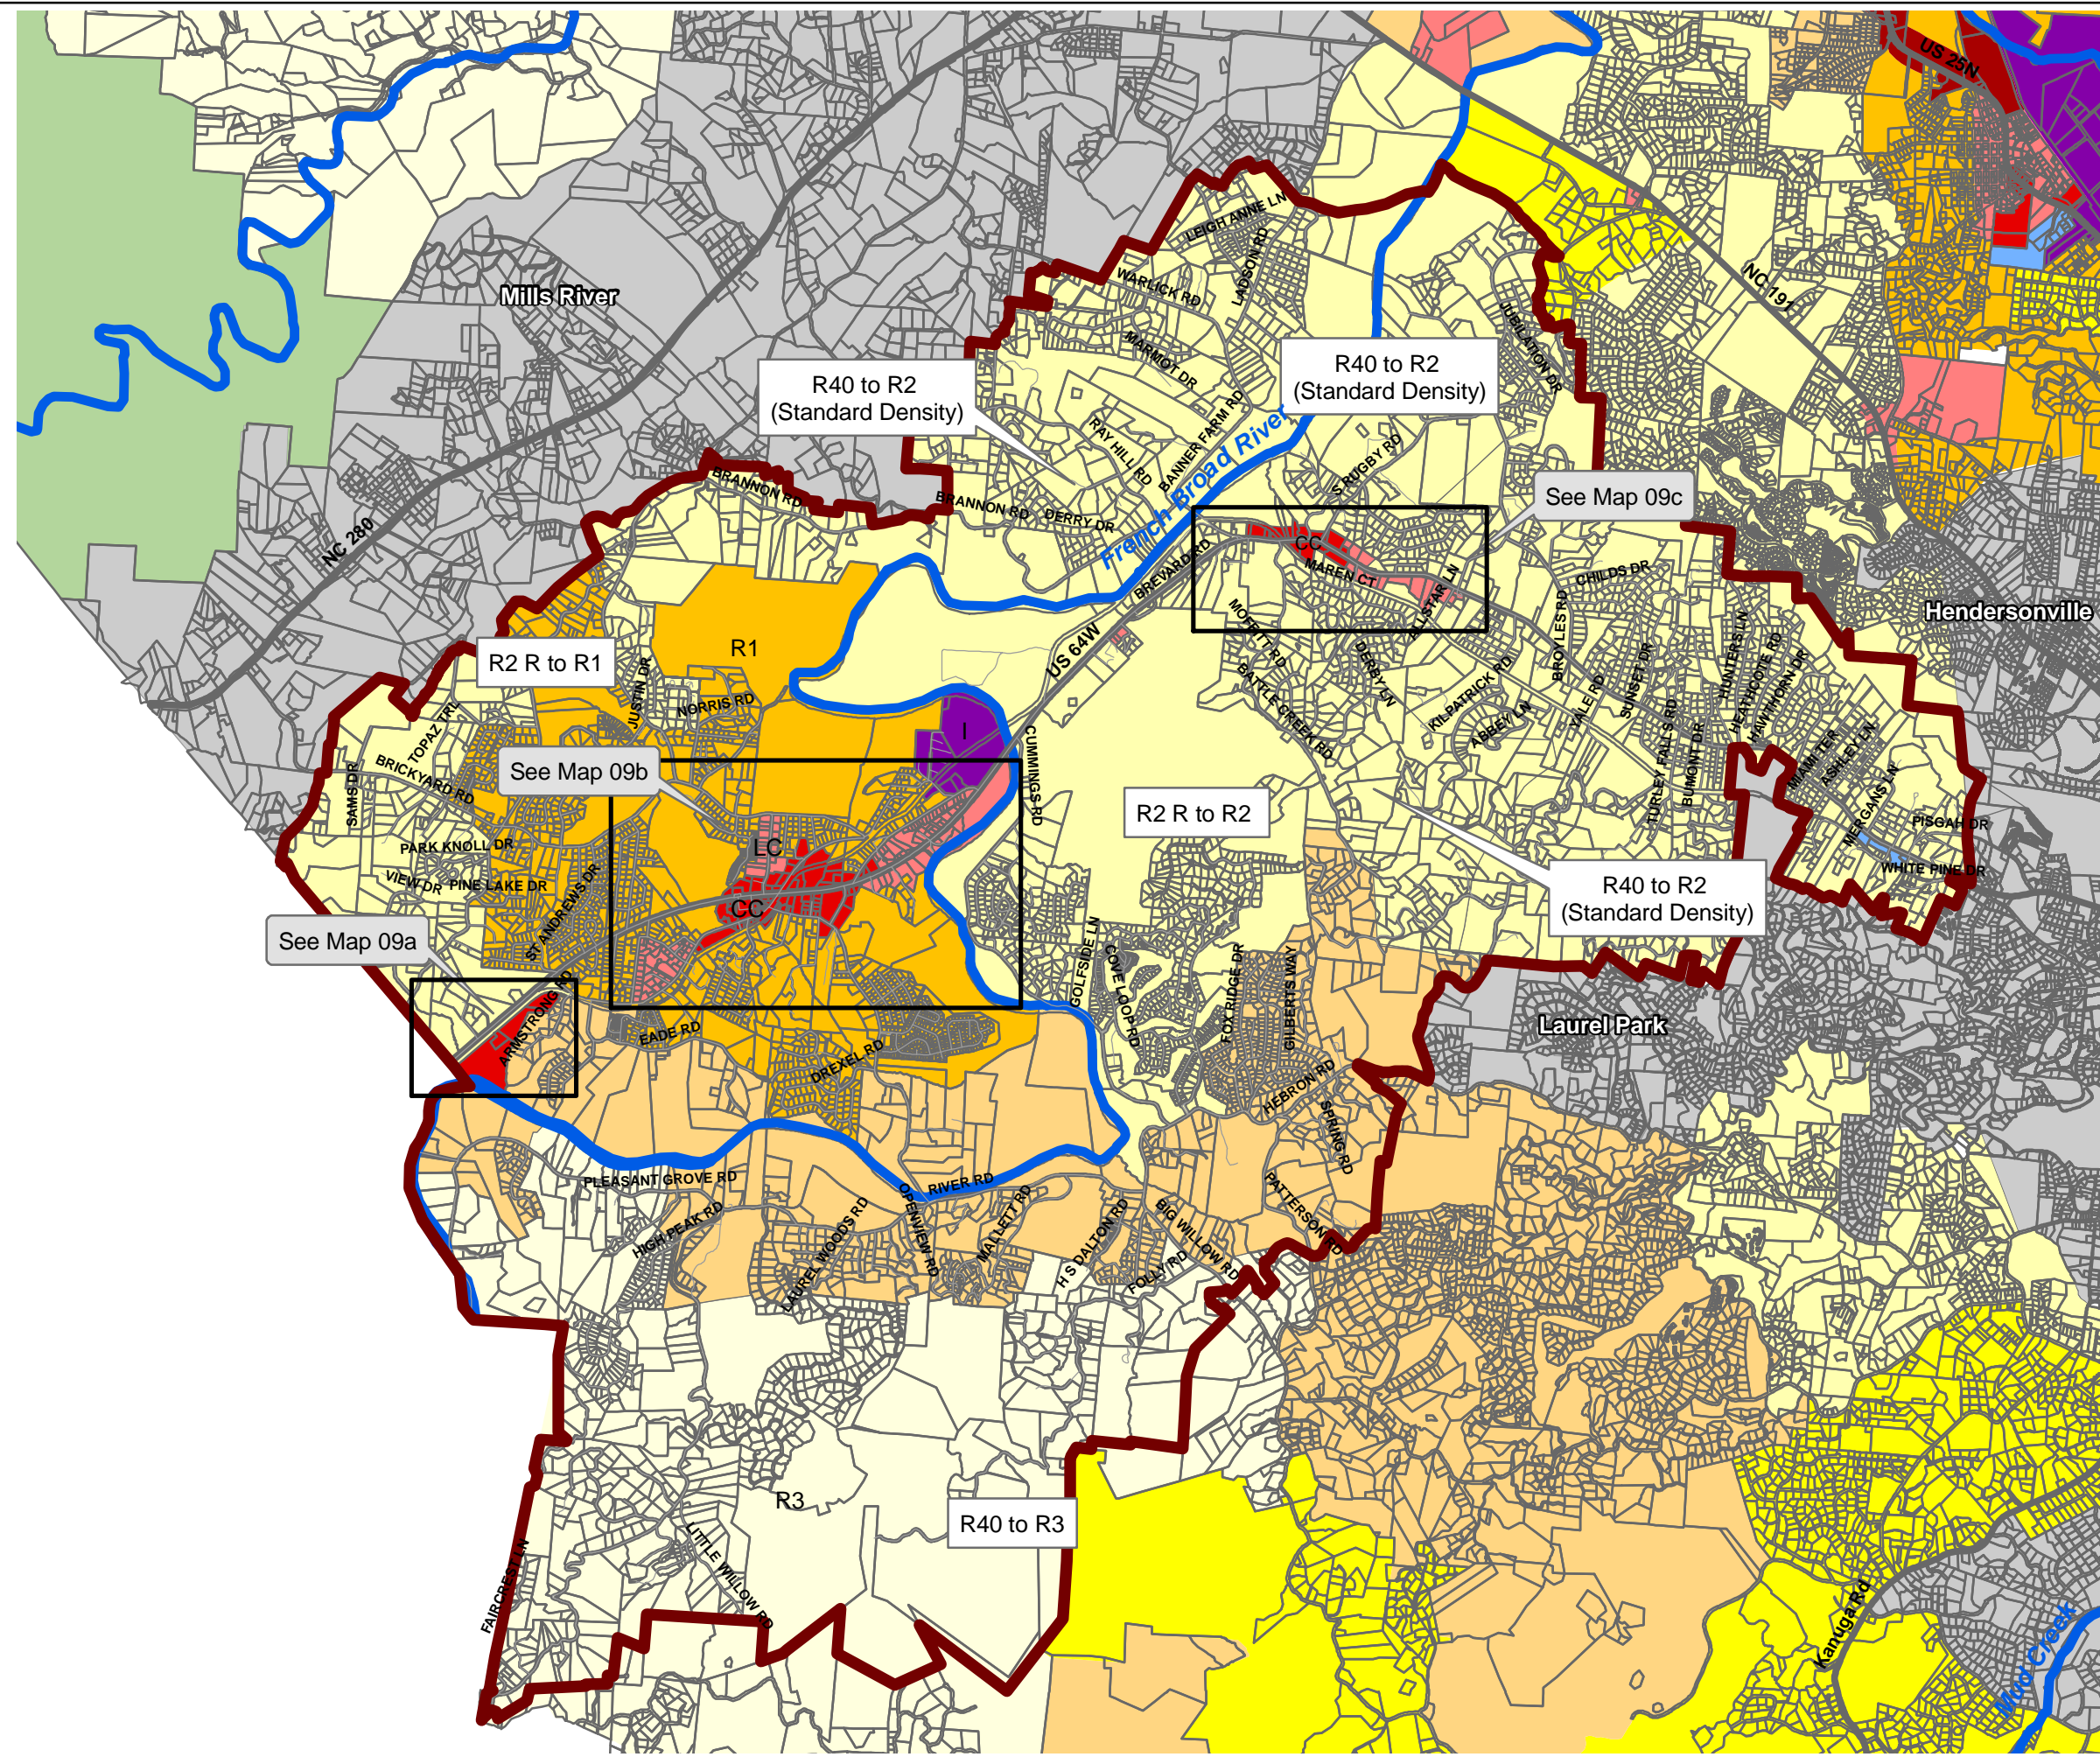 US 25N
LEIGH ANNE LN
LADSON RD
WARLICK RD
NC 191
Mills River
JUBILATION DR
MARMOT DR
R40 to R2
(Standard Density)
R40 to R2
(Standard Density)
RAY HILL RD
BANNER FARM RD
French Broad River
S RUGBY RD
BRANNON RD
BRANNON RD
DERRY DR
See Map 09c
NC 280
BREVARD RD
CC
MAREN CT
ALLSTAR LN
CHILDS DR
Hendersonville
R2 R to R1
R1
US 64W
MOFFITT RD
BATTLE CREEK RD
DERBY LN
KILPATRICK RD
ABBEY LN
BROYLES RD
YALE RD
SUNSET DR
HUNTERS LN
HEATHCOTE RD
HAWTHORN DR
JUSTIN DR
NORRIS RD
I
TOPAZ TRL
BRICKYARD RD
SAMS DR
See Map 09b
CUMMINGS RD
R2 R to R2
TURLEY FALLS RD
BUMONT DR
MIAMITER
ASHLEY LN
MERGANS LN
PISGAH DR
WHITE PINE DR
PARK KNOLL DR
LC
VIEW DR
PINE LAKE DR
ST ANDREWS DR
CC
R40 to R2
(Standard Density)
See Map 09a
ARMSTRONG RD
GOLFSIDE LN
COVE LOOP RD
FOX RIDGE DR
GILBERTS WAY
Laurel Park
EADE RD
DREXEL RD
HEBRON RD
SPRING RD
PLEASANT GROVE RD
RIVER RD
HIGH PEAK RD
LAUREL WOODS RD
OPENVIEW RD
MALLETT RD
H S DALTON RD
BIG WILLOW RD
FOLLY RD
PATTERSON RD
R3
R40 to R3
LITTLE WILLOW RD
FAIRCREST LN
Kanuga Rd
Mud Creek